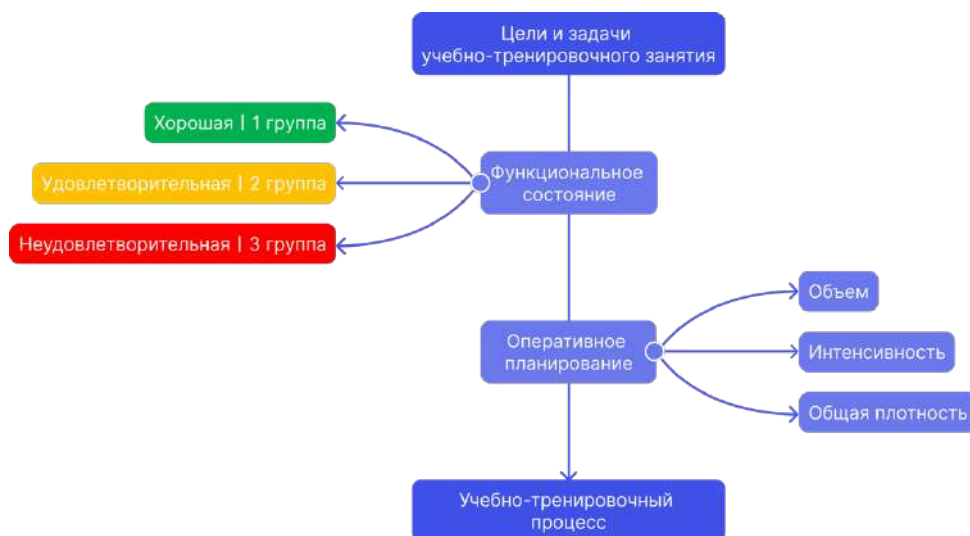 Цели и задачи
учебно-тренировочного занятия
Хорошая | 1 группа
Удовлетворительная | 2 группа
Неудовлетворительная | 3 группа
Функциональное
состояние
Оперативное
планирование
Объем
Интенсивность
Общая плотность
Учебно-тренировочный
процесс